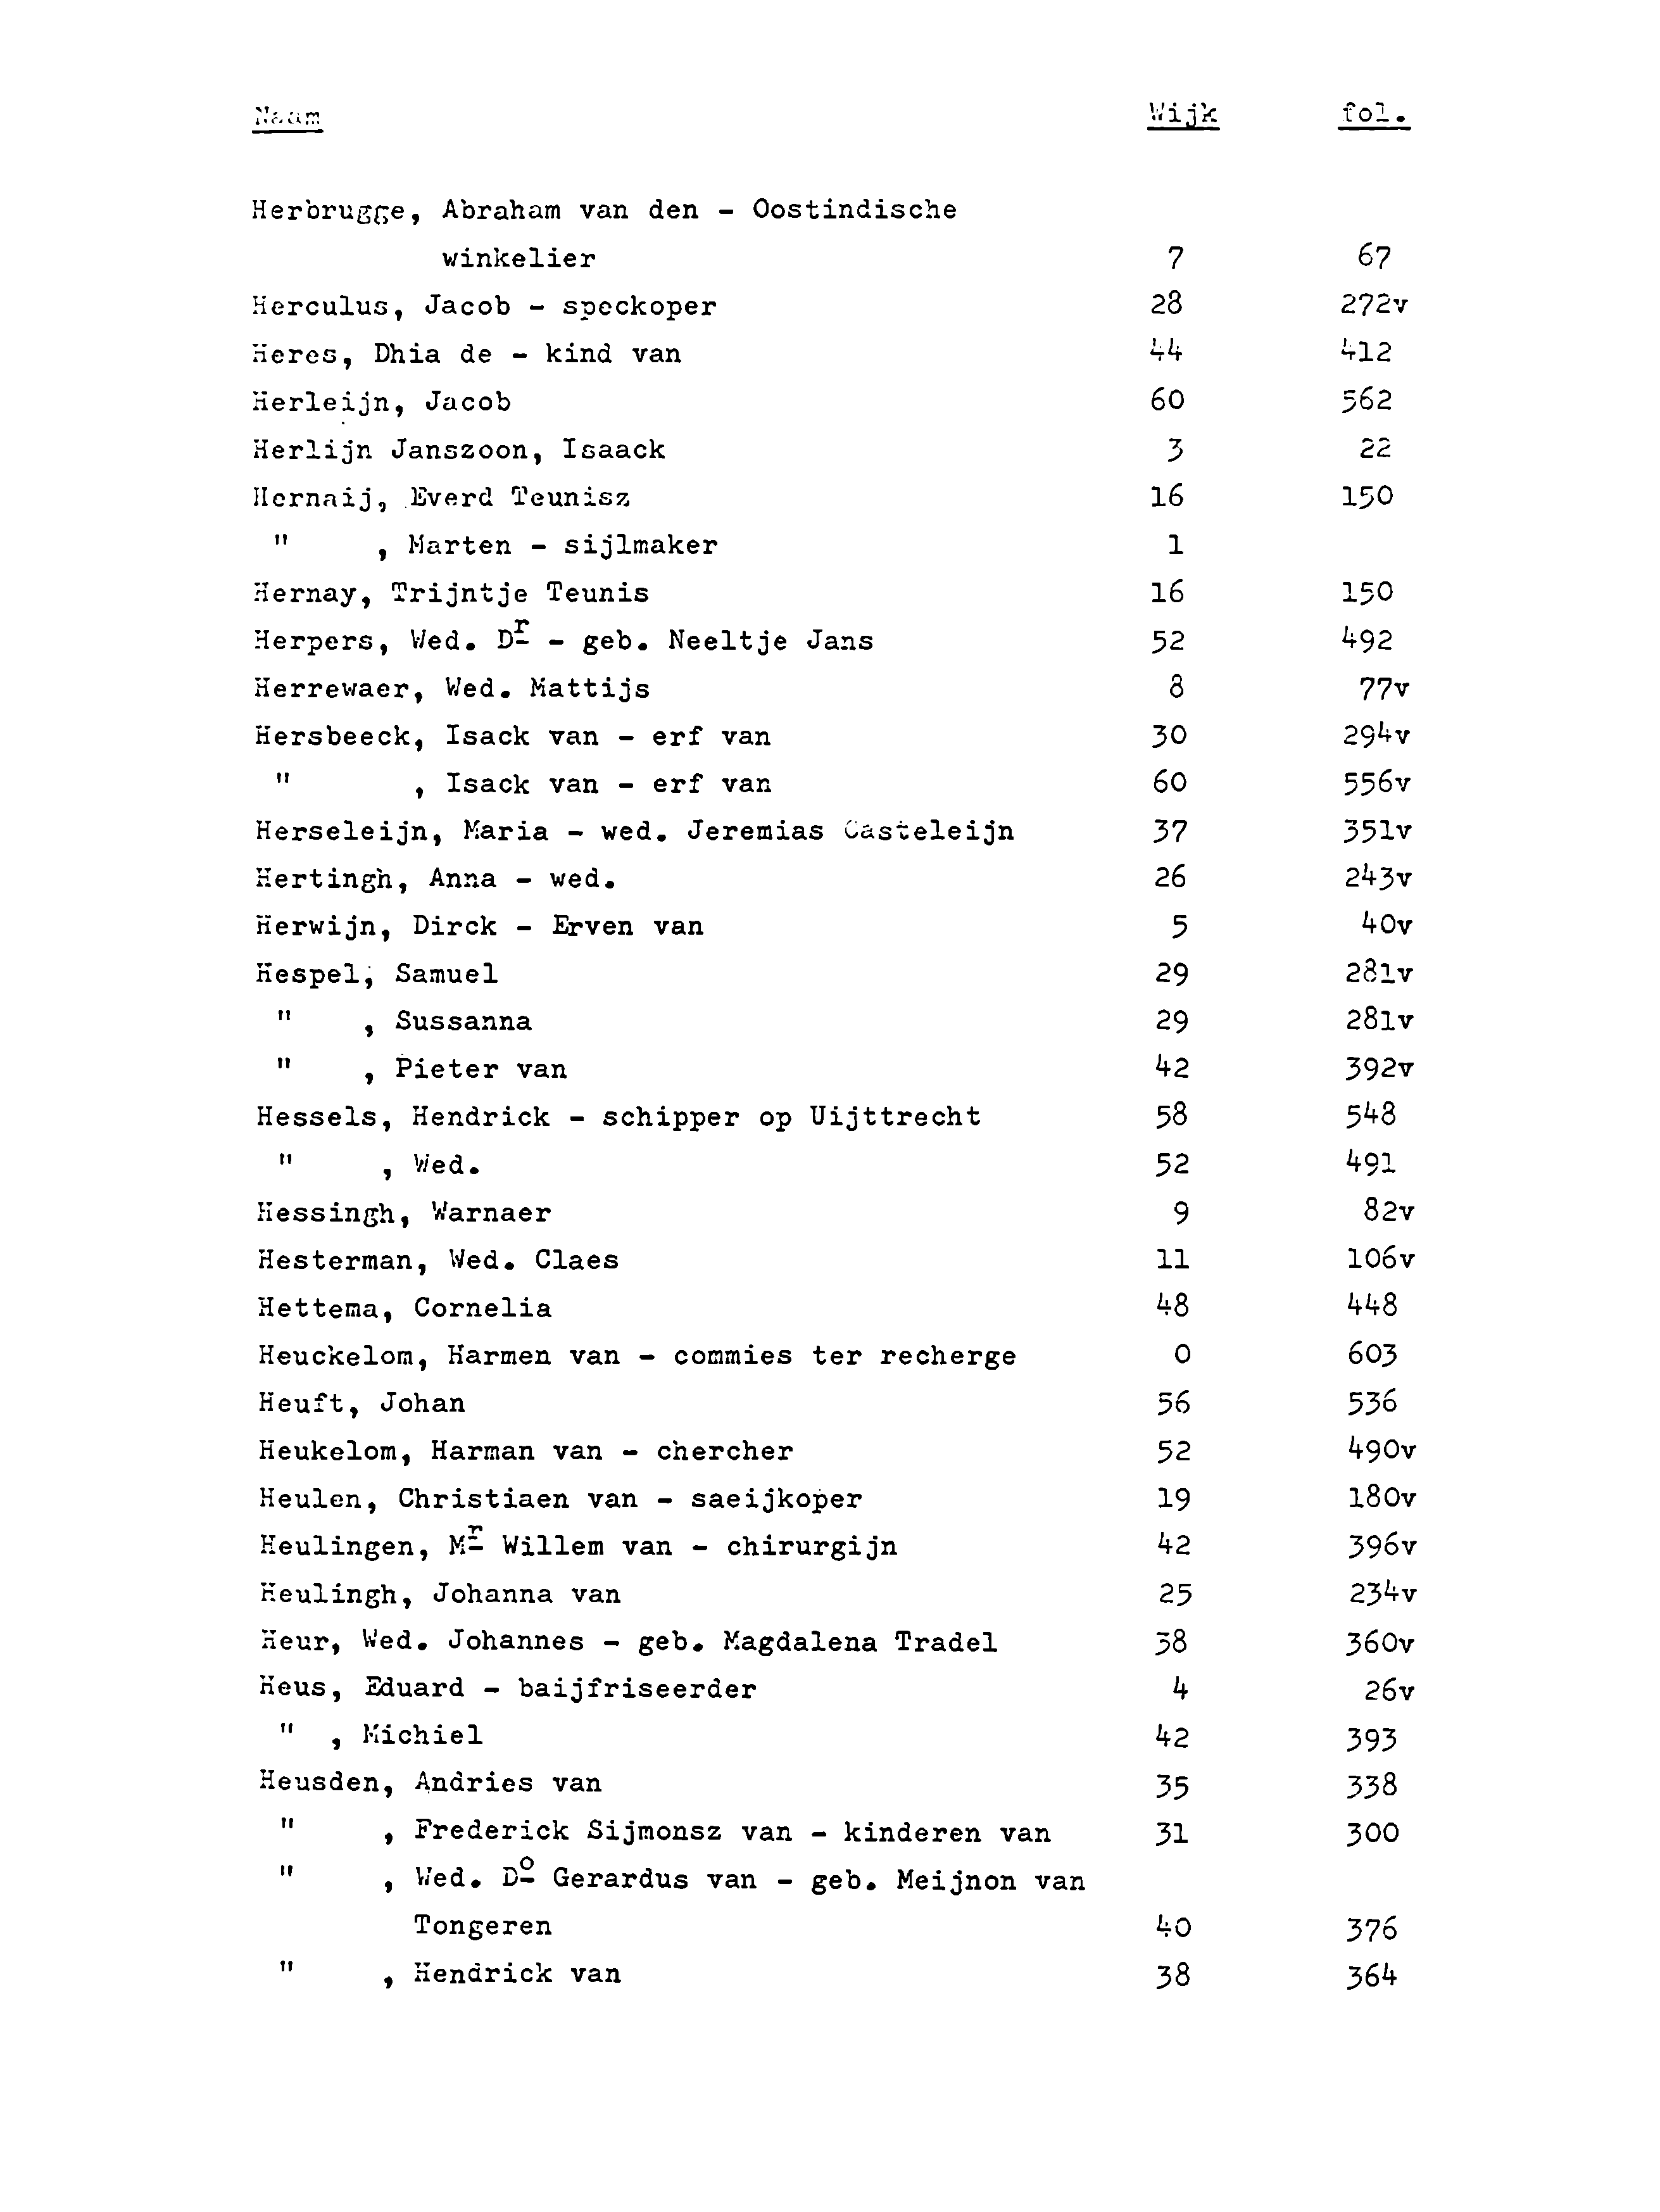 Naam Wijk fol.
Herbrugge, Abraham van den - Oostindische
winkelier 7 67
Herculus, Jacob - speckoper 28 272v
Heres, Dhia de - kind van 44 412
Herleijn, Jacob 60 562
Herlijn Janszoon, Isaack 3 22
Hernaij, Everd Teunisz 16 150
" , Marten - sijlmaker 1
Hernay, Trijntje Teunis 16 150
Herpers, Wed. Dr - geb. Neeltje Jans 52 492
Herrewaer, Wed. Mattijs 8 77v
Hersbeeck, Isack van - erf van 30 294v
" , Isack van - erf van 60 556v
Herseleijn, Maria - wed. Jeremias Casteleijn 37 351v
Hertingh, Anna - wed. 26 243v
Herwijn, Dirck - Erven van 5 40v
Hespel, Samuel 29 281v
" , Sussanna 29 281v
" , Pieter van 42 392v
Hessels, Hendrick - schipper op Uijttrecht 58 548
" , Wed. 52 491
Hessingh, Warnaer 9 82v
Hesterman, Wed. Claes 11 106v
Hettema, Cornelia 48 448
Heuckelom, Harmen van - commies ter recherge 0 603
Heuft, Johan 56 536
Heukelom, Harman van - chercher 52 490v
Heulen, Christiaen van - saeijkoper 19 180v
Heulingen, Mr Willem van - chirurgijn 42 396v
Heulingh, Johanna van 25 234v
Heur, Wed. Johannes - geb. Magdalena Tradel 38 360v
Heus, Eduard - baijfriseerder 4 26v
" , Michiel 42 393
Heusden, Andries van 35 338
" , Frederick Sijmonsz van - kinderen van 31 300
" , Wed. Do Gerardus van - geb. Meijnon van
Tongeren 40 376
" , Hendrick van 38 364